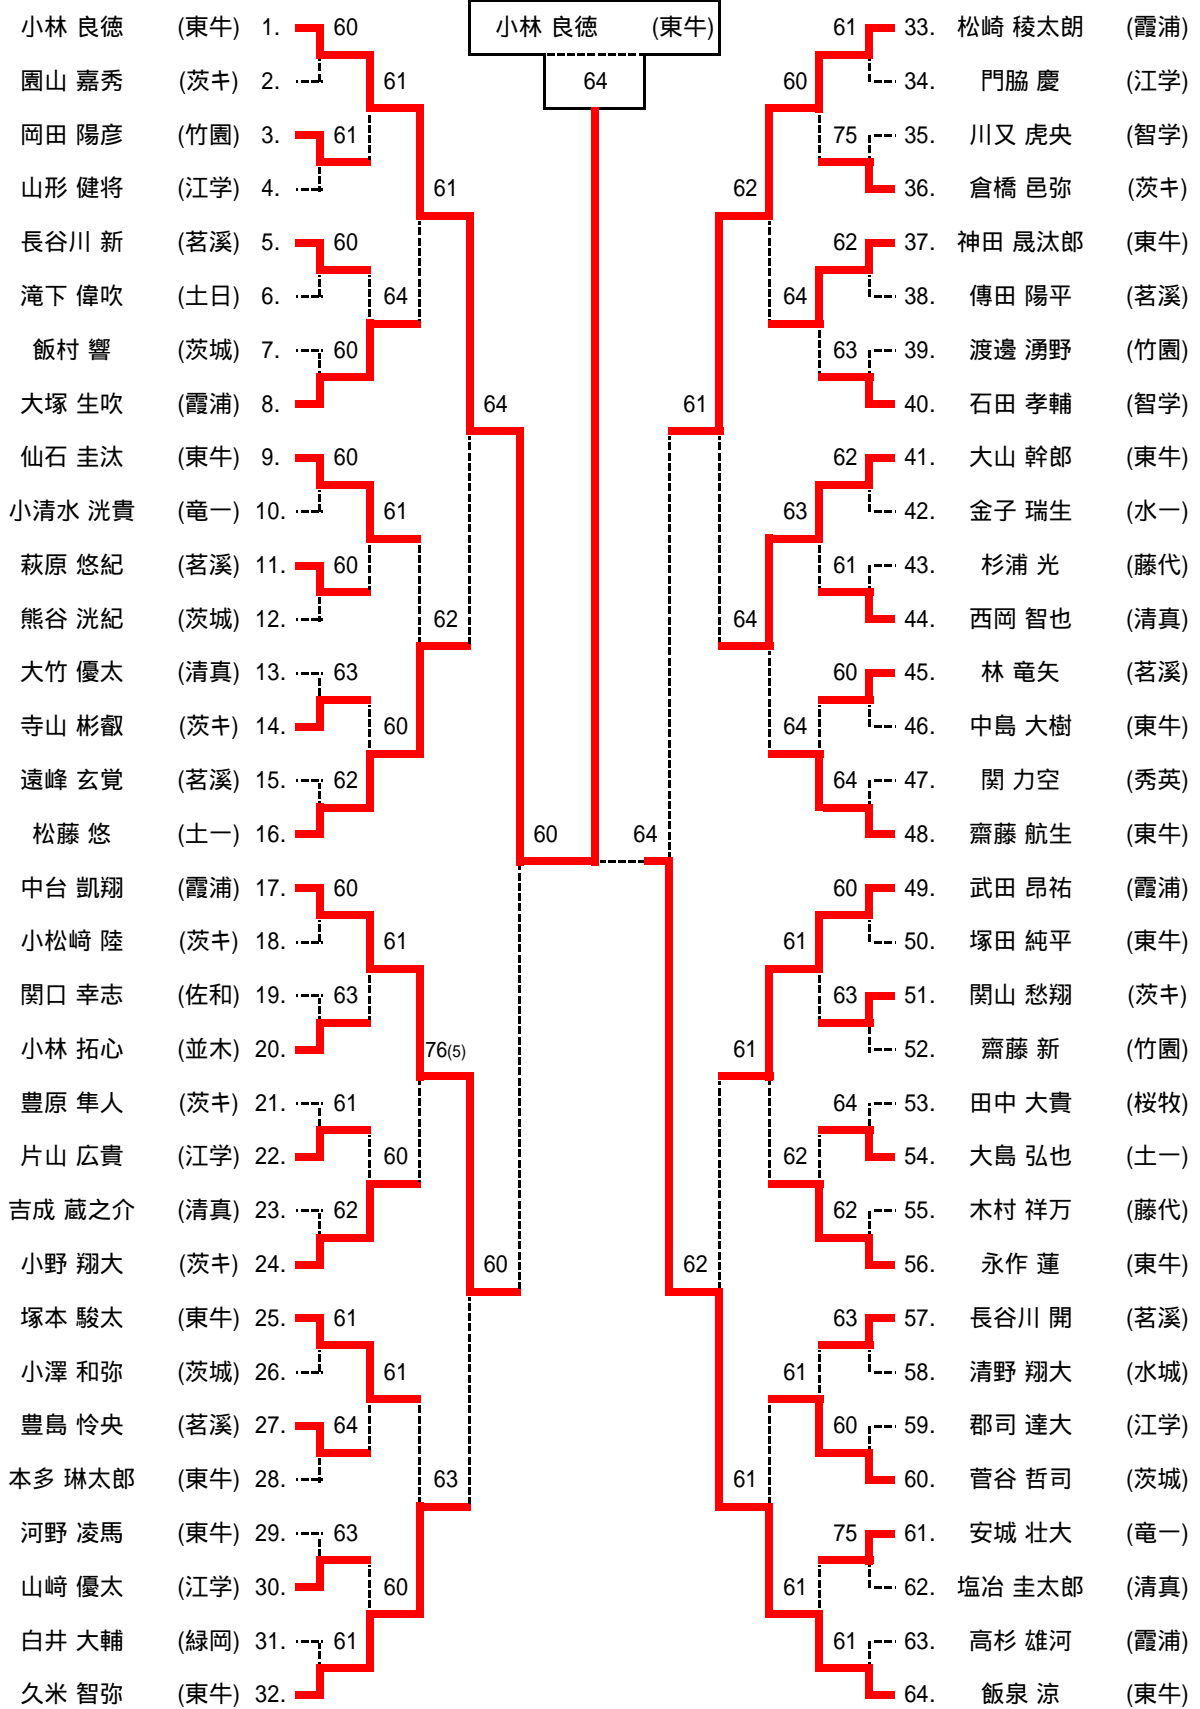 小林 良徳 (東牛)
64
小林 良徳 (東牛) 1. 60
園山 嘉秀 (茨キ) 2. 61
岡田 陽彦 (竹園) 3. 61
山形 健将 (江学) 4. 61
長谷川 新 (茗溪) 5. 60
滝下 偉吹 (土日) 6. 64
飯村 響 (茨城) 7. 60
大塚 生吹 (霞浦) 8. 64
仙石 圭汰 (東牛) 9. 60
小清水 洸貴 (竜一) 10. 61
萩原 悠紀 (茗溪) 11. 60
熊谷 洸紀 (茨城) 12. 62
大竹 優太 (清真) 13. 63
寺山 彬叡 (茨キ) 14. 60
遠峰 玄覚 (茗溪) 15. 62
松藤 悠 (土一) 16. 60
中台 凱翔 (霞浦) 17. 60
小松﨑 陸 (茨キ) 18. 61
関口 幸志 (佐和) 19. 63
小林 拓心 (並木) 20. 76(5)
豊原 隼人 (茨キ) 21. 61
片山 広貴 (江学) 22. 60
吉成 蔵之介 (清真) 23. 62
小野 翔大 (茨キ) 24. 60
塚本 駿太 (東牛) 25. 61
小澤 和弥 (茨城) 26. 61
豊島 怜央 (茗溪) 27. 64
本多 琳太郎 (東牛) 28. 63
河野 凌馬 (東牛) 29. 63
山﨑 優太 (江学) 30. 60
白井 大輔 (緑岡) 31. 61
久米 智弥 (東牛) 32.
61 33. 松崎 稜太朗 (霞浦)
60 34. 門脇 慶 (江学)
75 35. 川又 虎央 (智学)
62 36. 倉橋 邑弥 (茨キ)
62 37. 神田 晟汰郎 (東牛)
64 38. 傳田 陽平 (茗溪)
63 39. 渡邊 湧野 (竹園)
61 40. 石田 孝輔 (智学)
62 41. 大山 幹郎 (東牛)
63 42. 金子 瑞生 (水一)
61 43. 杉浦 光 (藤代)
64 44. 西岡 智也 (清真)
60 45. 林 竜矢 (茗溪)
64 46. 中島 大樹 (東牛)
64 47. 関 力空 (秀英)
64 48. 齋藤 航生 (東牛)
60 49. 武田 昂祐 (霞浦)
61 50. 塚田 純平 (東牛)
63 51. 関山 愁翔 (茨キ)
61 52. 齋藤 新 (竹園)
64 53. 田中 大貴 (桜牧)
62 54. 大島 弘也 (土一)
62 55. 木村 祥万 (藤代)
62 56. 永作 蓮 (東牛)
63 57. 長谷川 開 (茗溪)
61 58. 清野 翔大 (水城)
60 59. 郡司 達大 (江学)
61 60. 菅谷 哲司 (茨城)
75 61. 安城 壮大 (竜一)
61 62. 塩冶 圭太郎 (清真)
61 63. 高杉 雄河 (霞浦)
64. 飯泉 涼 (東牛)